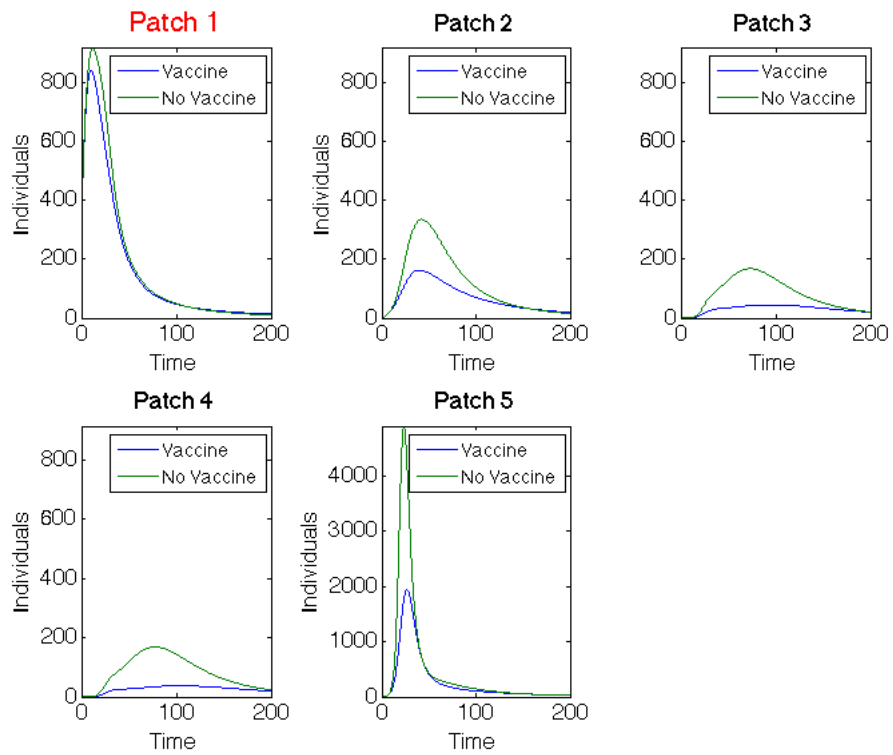 Patch 1
Vaccine
No Vaccine
800
600
400
200
0
Individuals
0
100
200
Time
Patch 2
Vaccine
No Vaccine
800
600
400
200
0
Individuals
0
100
200
Time
Patch 3
Vaccine
No Vaccine
800
600
400
200
0
Individuals
0
100
200
Time
Patch 4
Vaccine
No Vaccine
800
600
400
200
0
Individuals
0
100
200
Time
Patch 5
Vaccine
No Vaccine
4000
3000
2000
1000
0
Individuals
0
100
200
Time